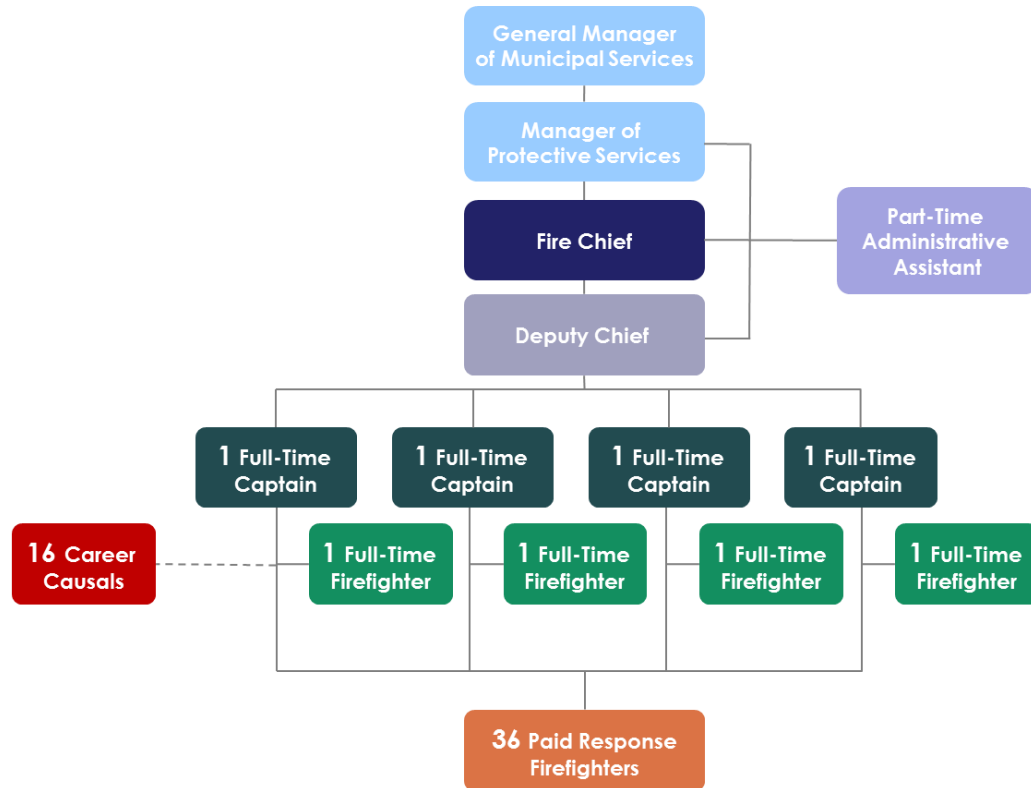 General Manager
of Municipal Services
Manager of
Protective Services
Fire Chief
Part-Time
Administrative
Assistant
Deputy Chief
1 Full-Time
Captain
1 Full-Time
Captain
1 Full-Time
Captain
1 Full-Time
Captain
16 Career
Causals
1 Full-Time
Firefighter
1 Full-Time
Firefighter
1 Full-Time
Firefighter
1 Full-Time
Firefighter
36 Paid Response
Firefighters